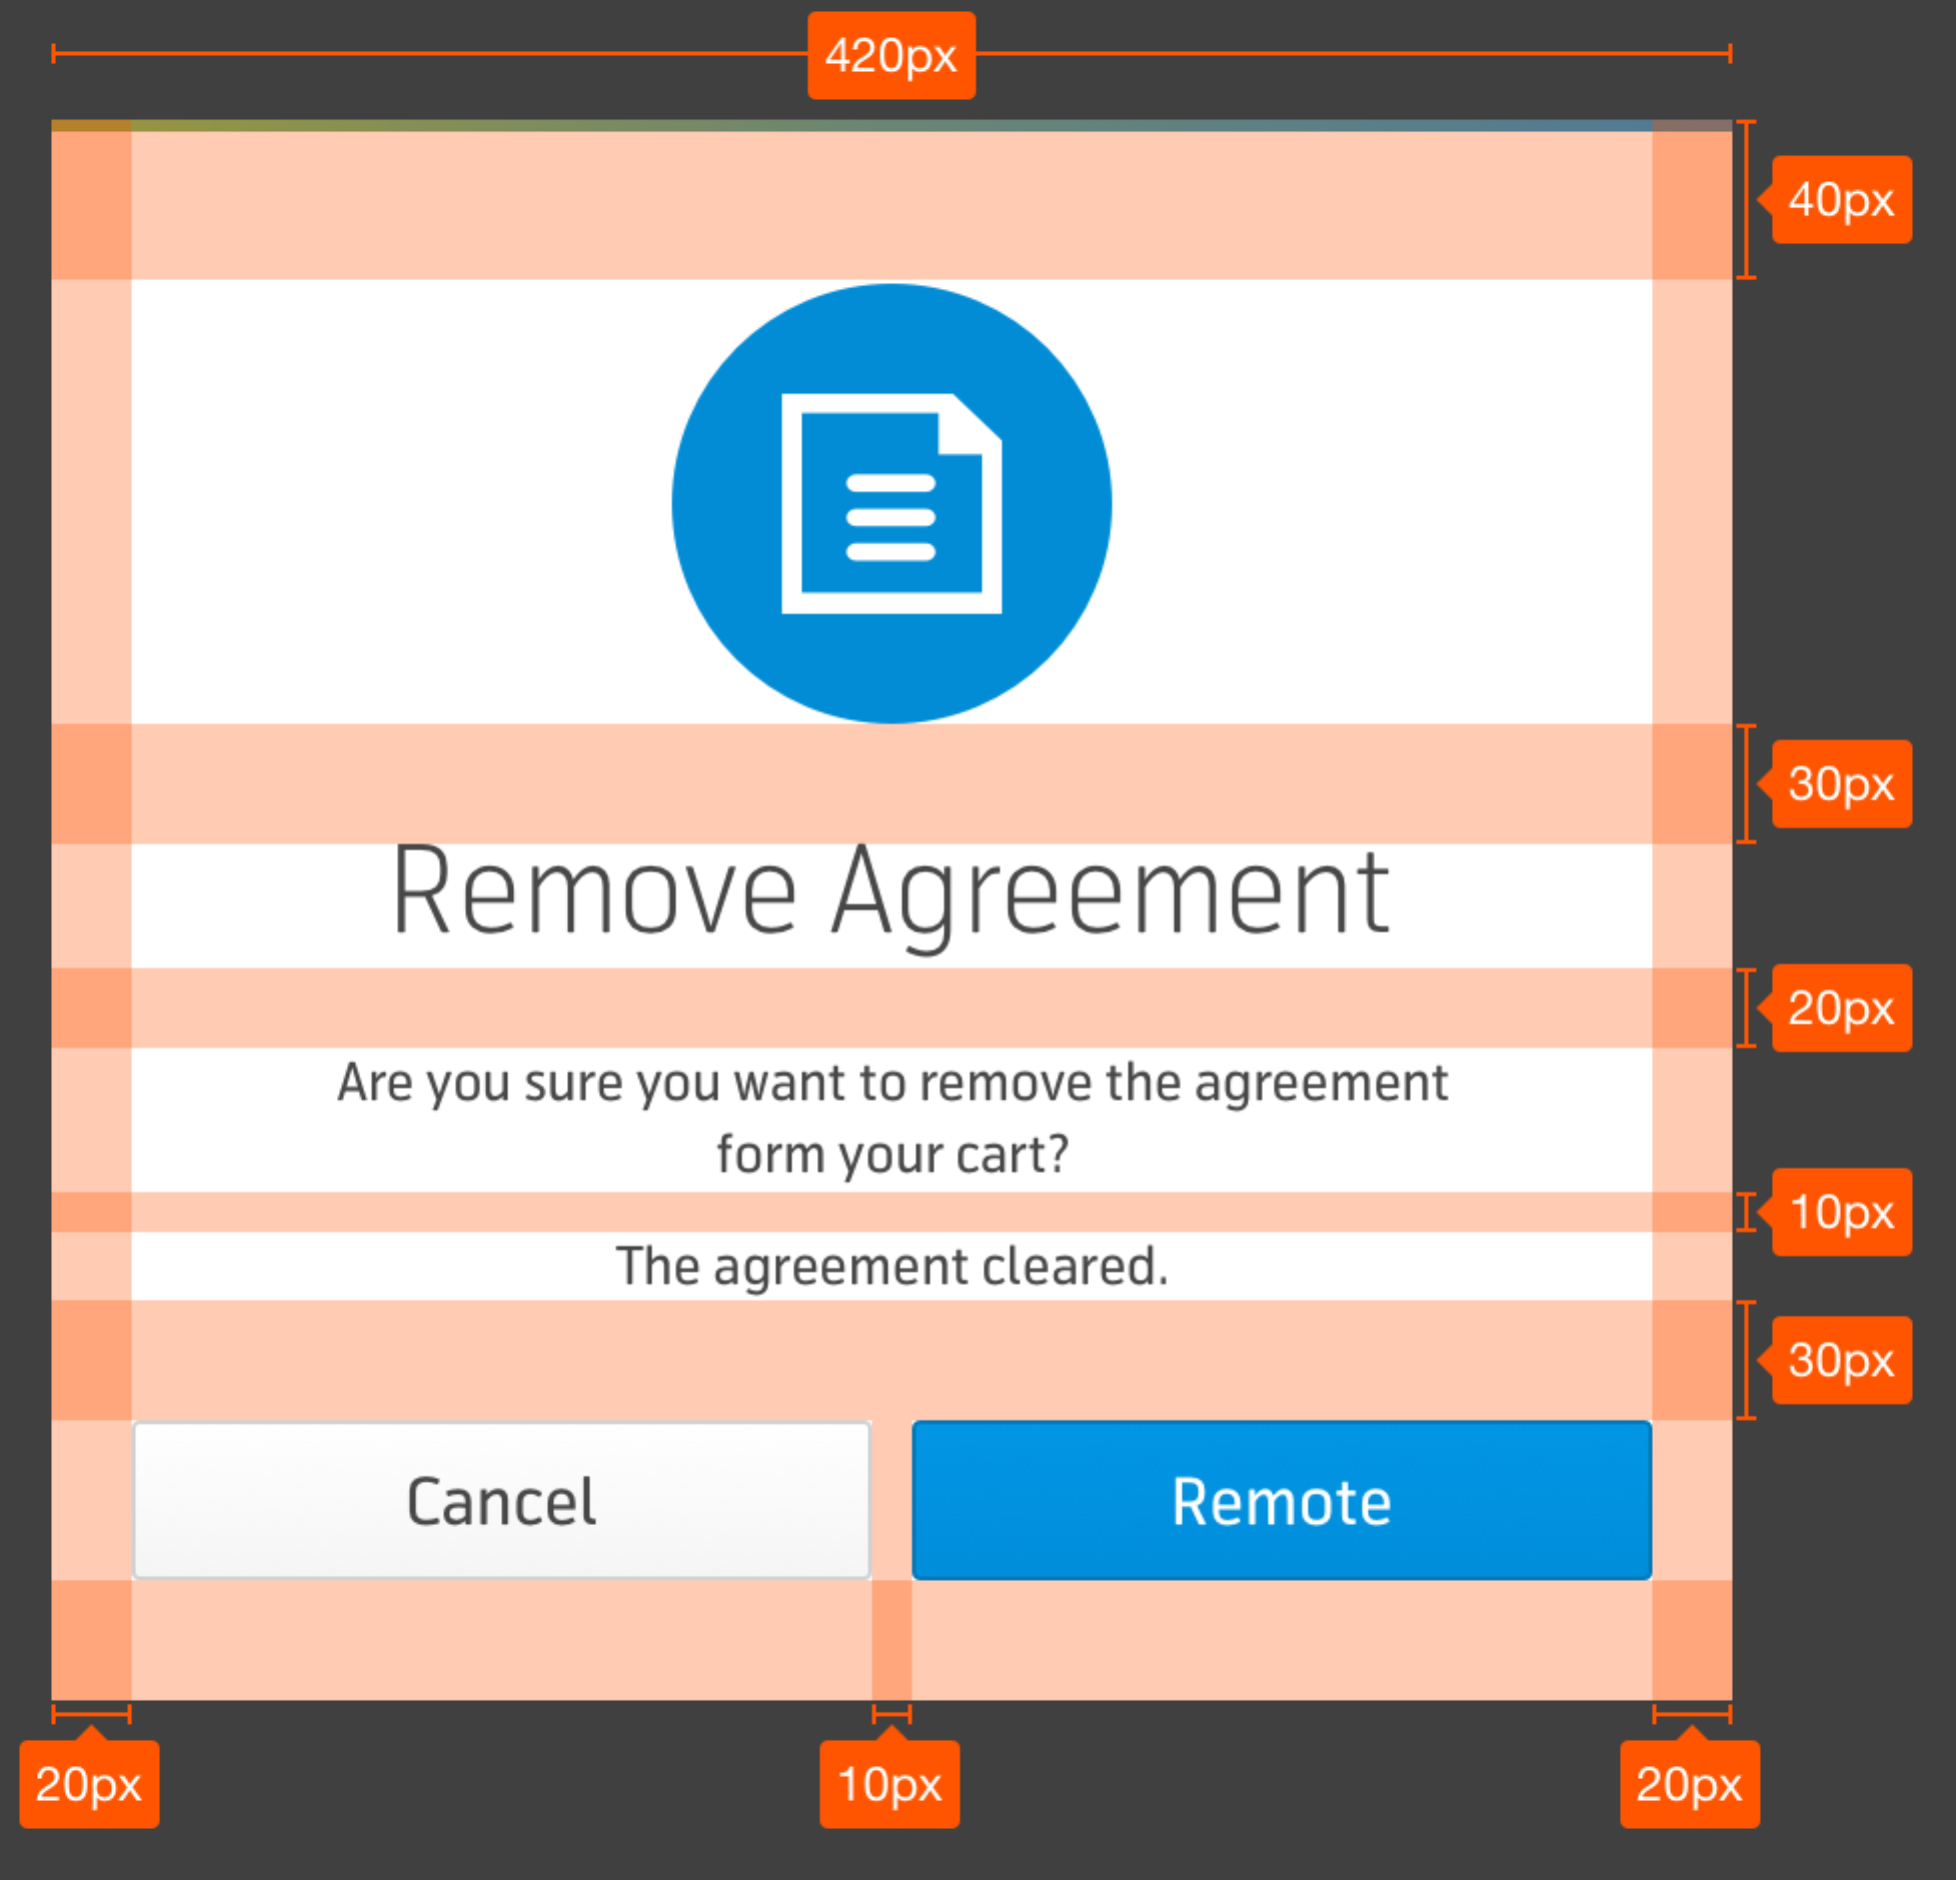 420px
40px
30px
Remove Agreement
20px
Are you sure you want to remove the agreement
form your cart?
10px
The agreement cleared.
30px
Cancel
Remote
20px
10px
20px